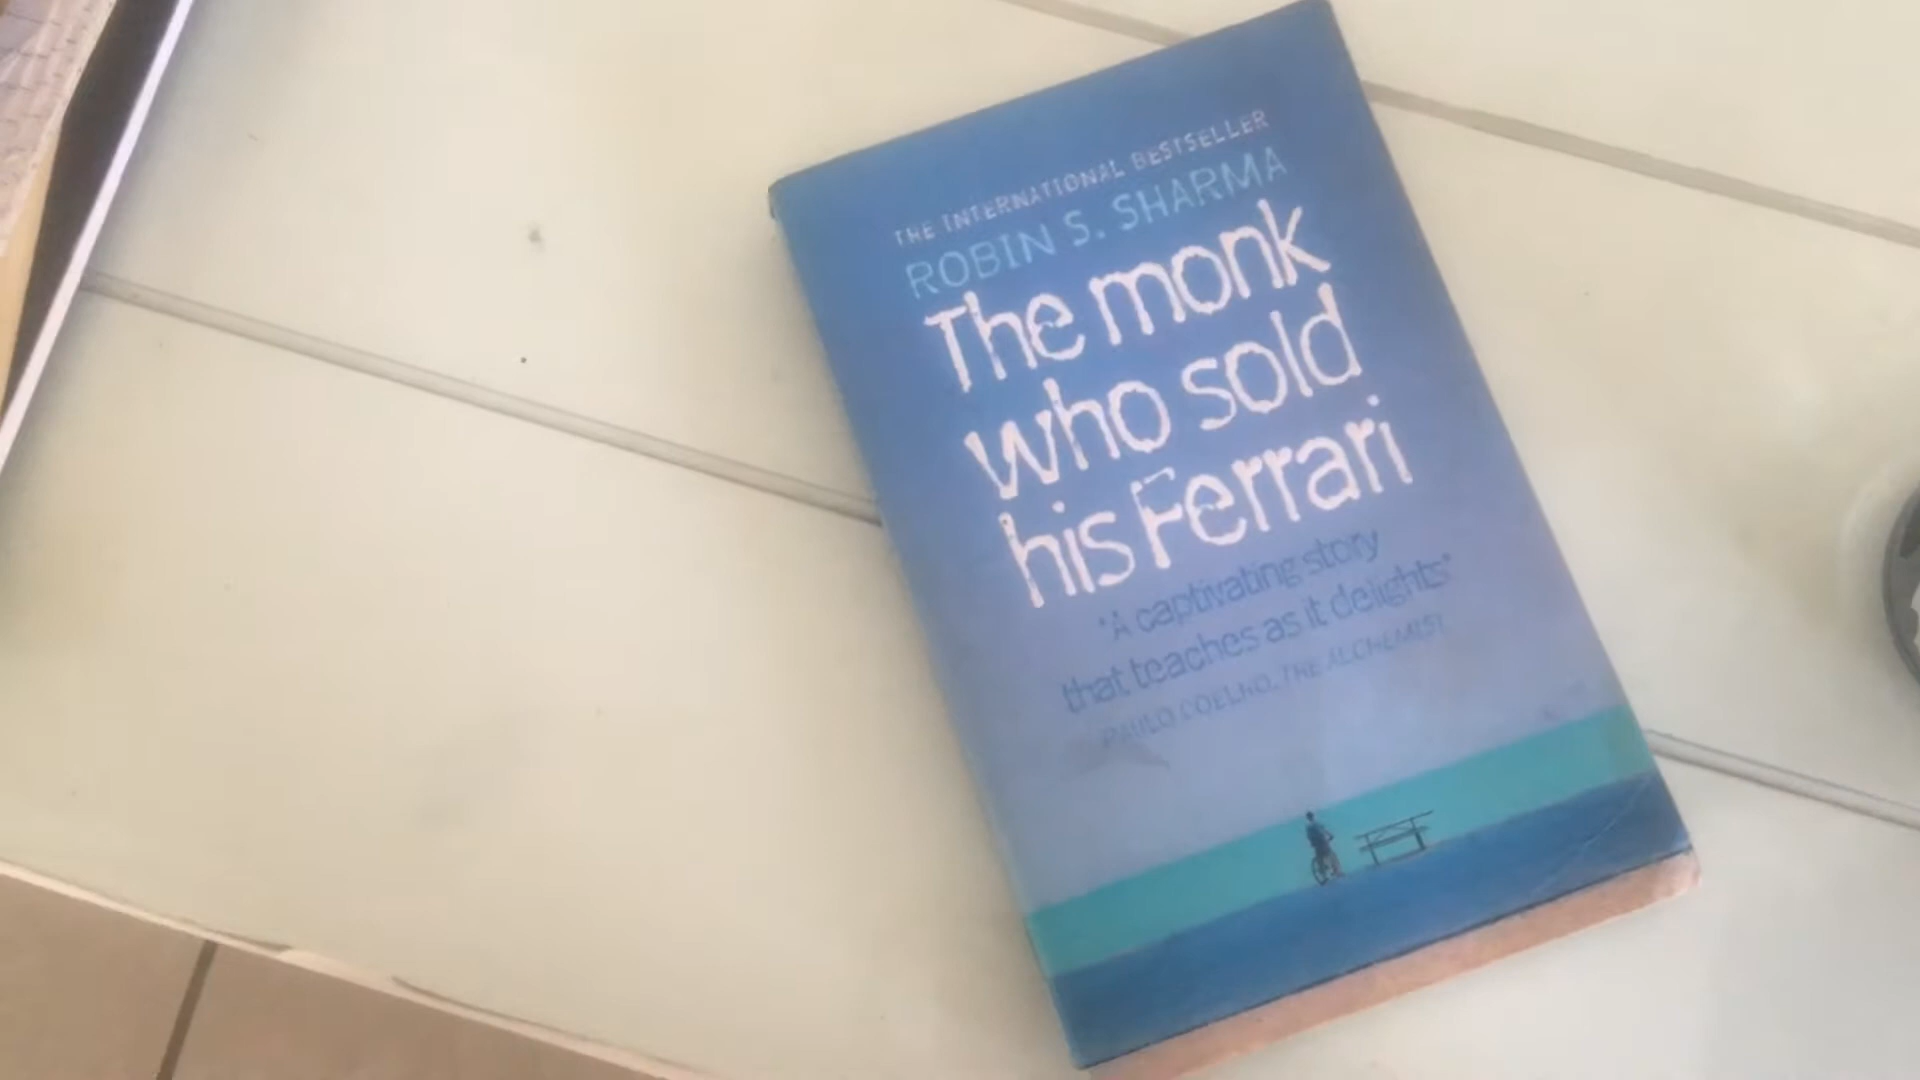 THE INTERNATIONAL BESTSELLER
ROBIN S. SHARMA
The monk
who sold
his Ferrari
'A captivating story
that teaches as it delights'
PAULO COELHO, THE ALCHEMIST